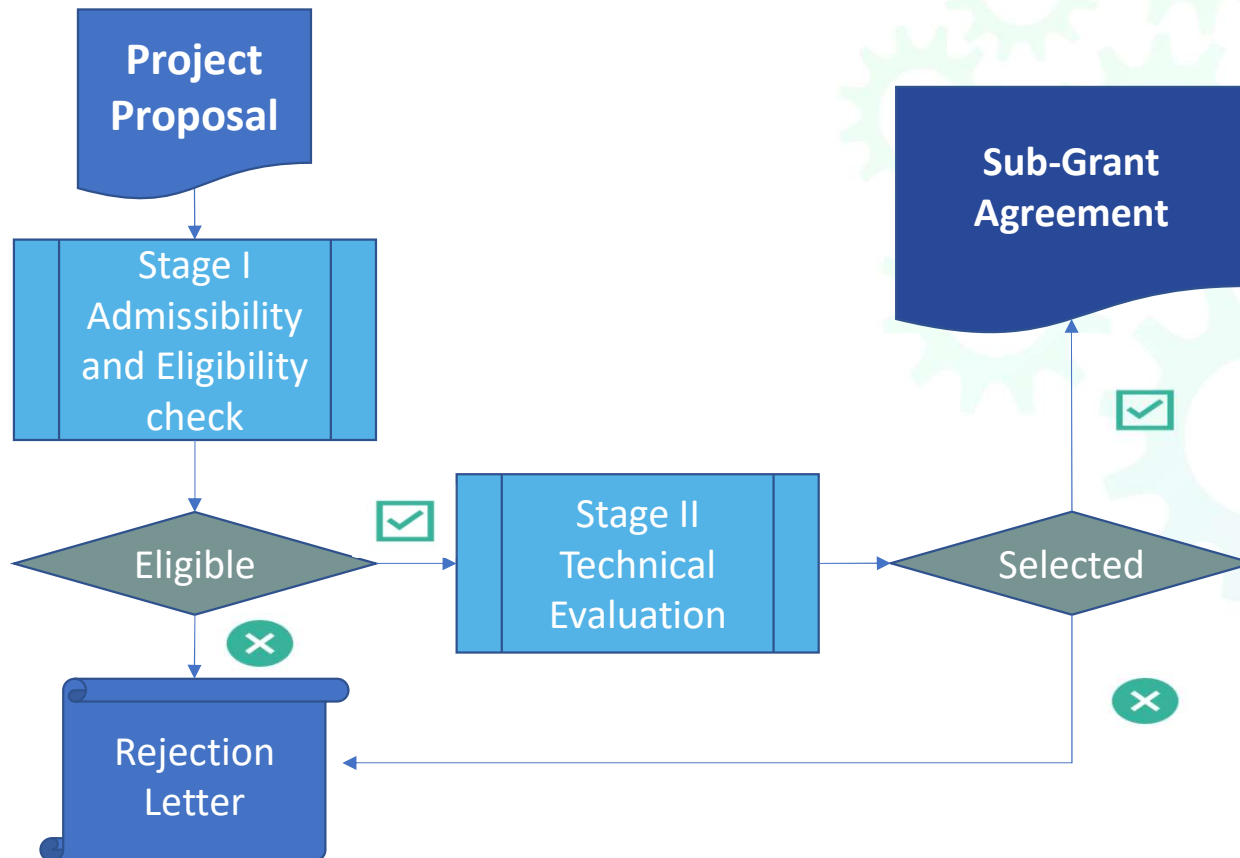 Project
Proposal
Stage I
Admissibility
and Eligibility
check
Eligible
Rejection
Letter
Stage II
Technical
Evaluation
Selected
Sub-Grant
Agreement